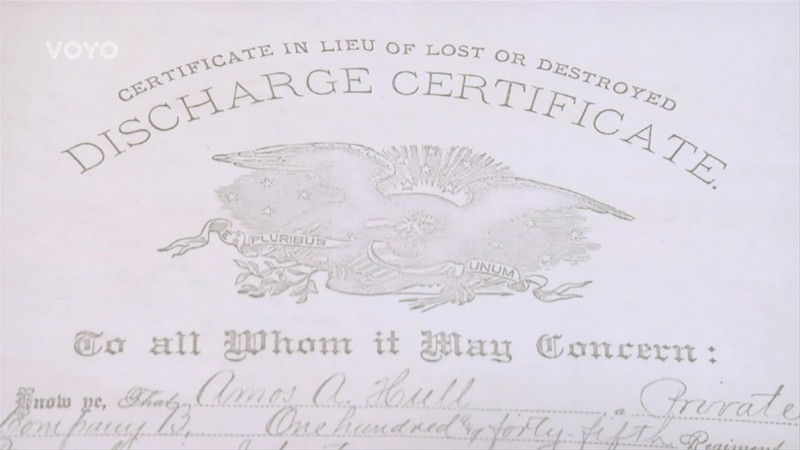 VOYO
CERTIFICATE IN LIEU OF LOST OR DESTROYED
DISCHARGE CERTIFICATE.
E PLURIBUS
UNUM
To all Whom it May Concern:
Know ye, That Amos A. Hull, a Private
Company B, One hundred & forty-fifth Regiment